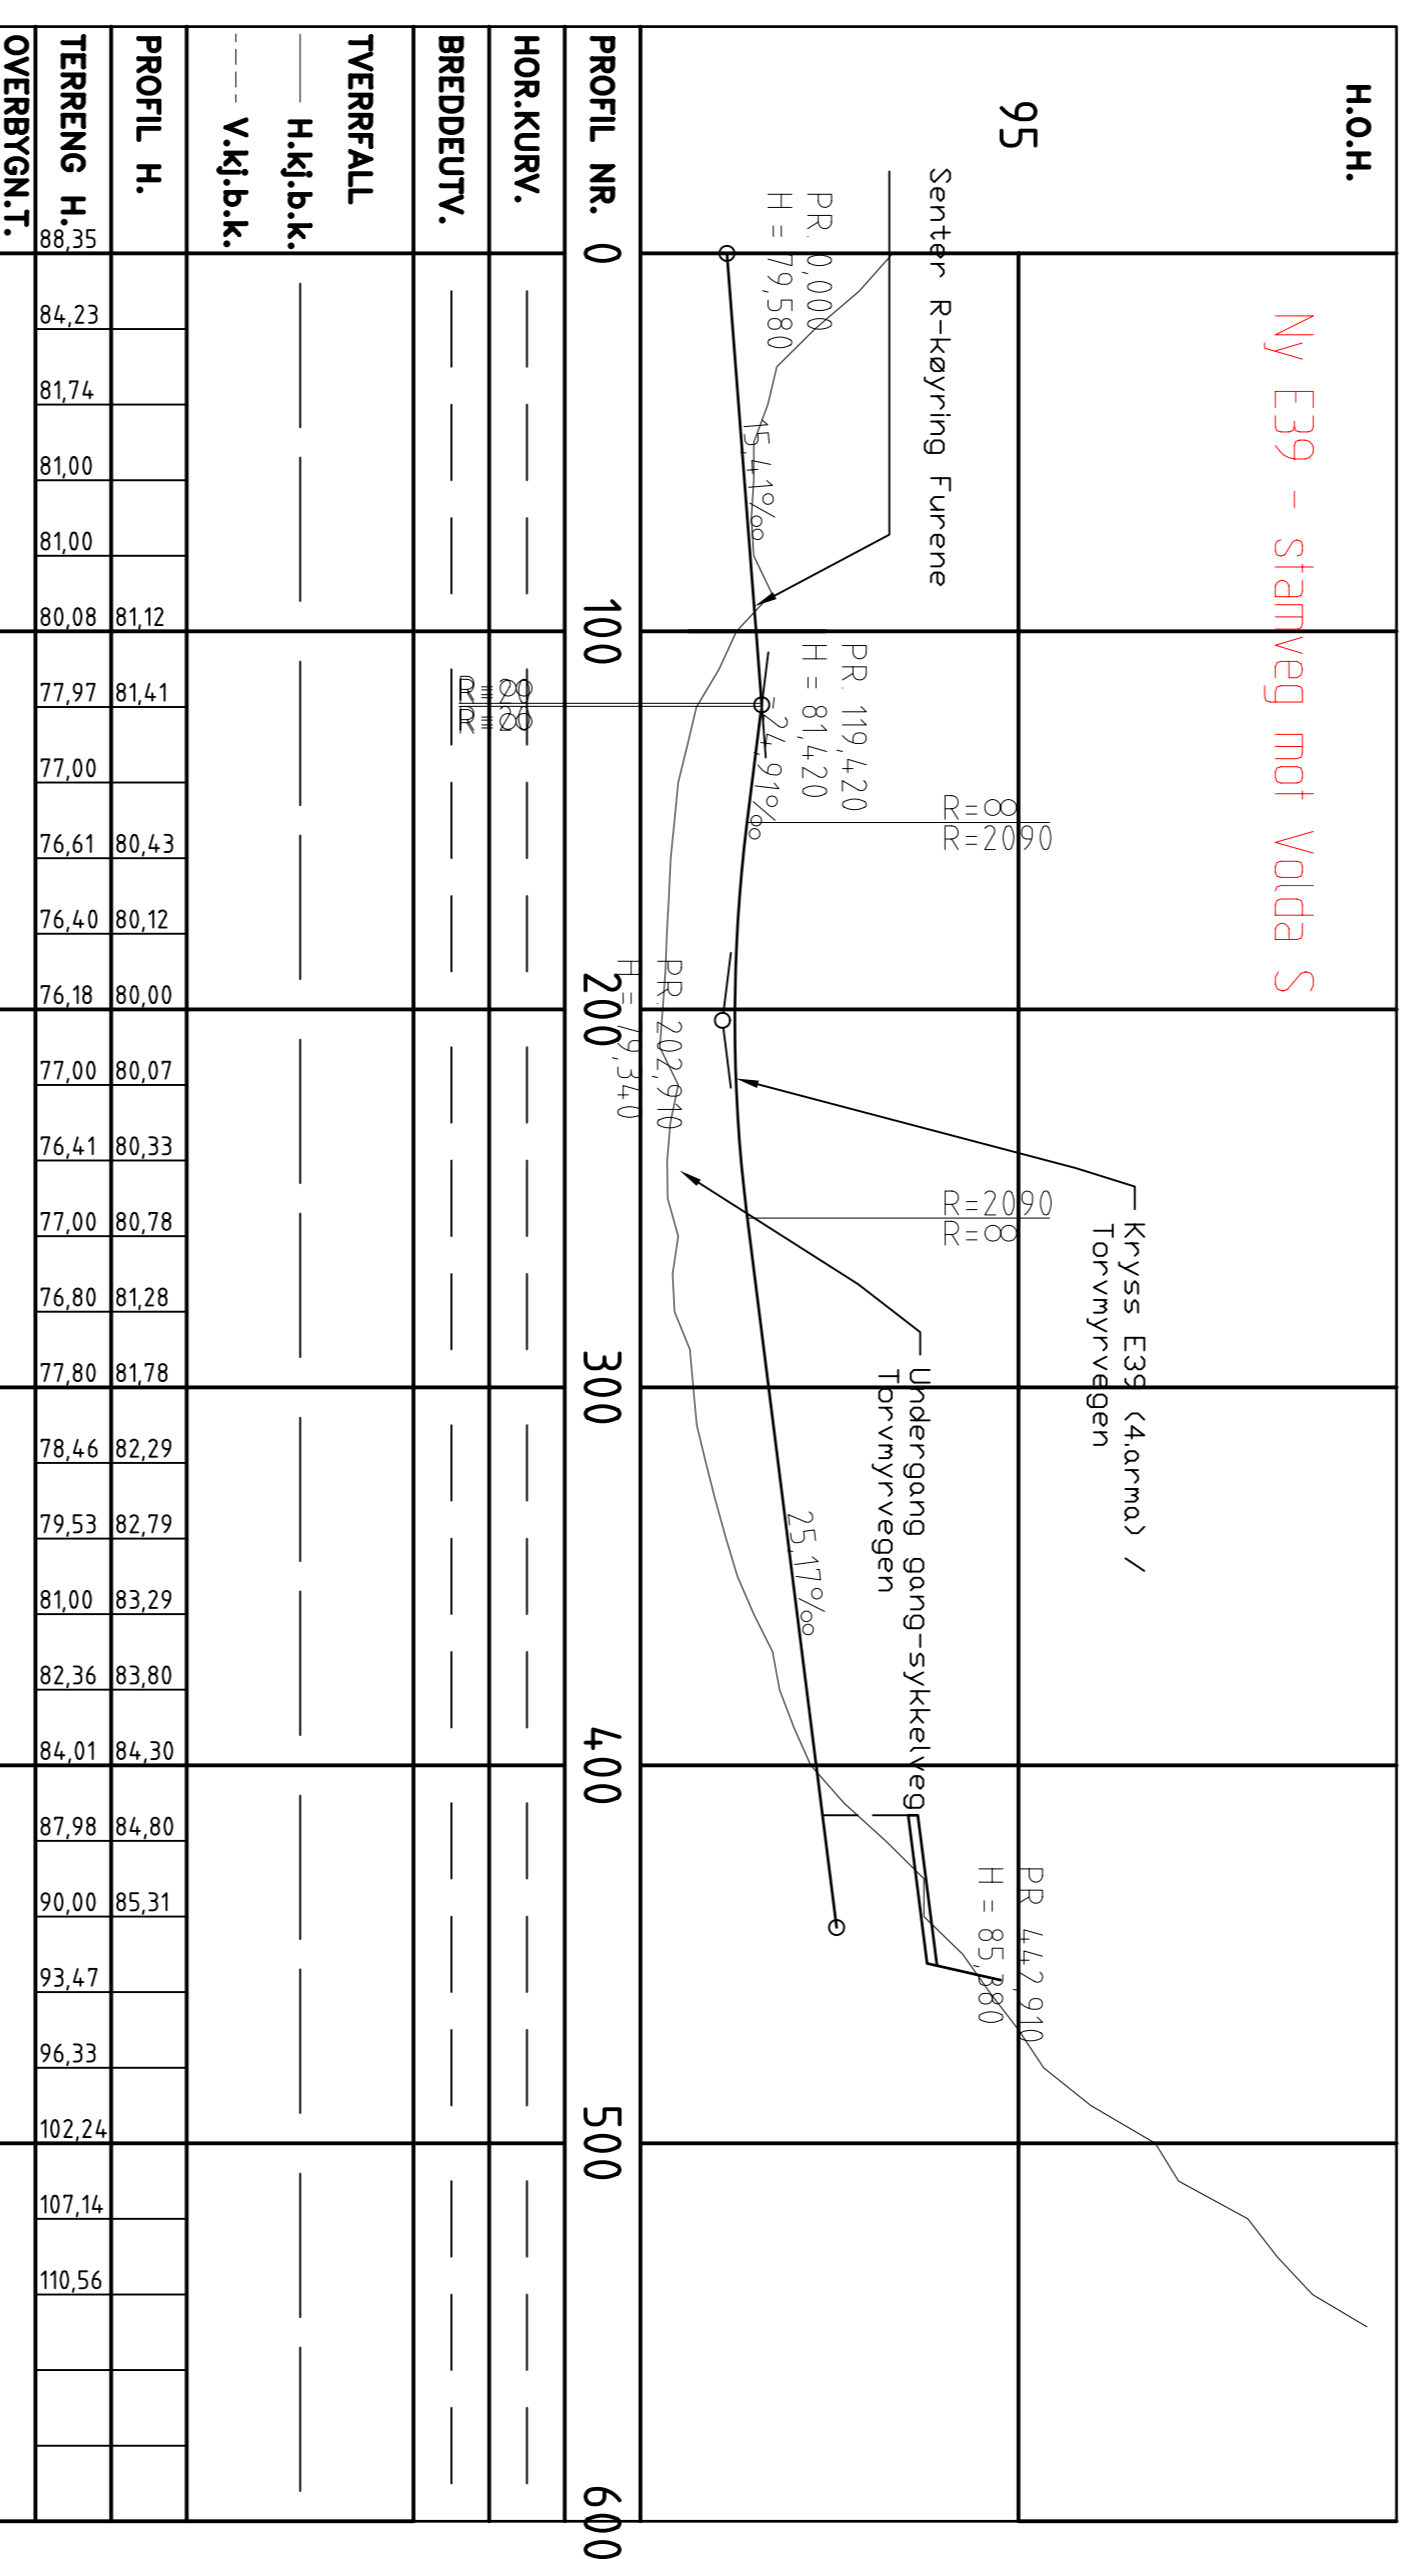 H.O.H.
Ny E39 - stamveg mot Volda S
95
Senter R-køyring Furene
PR. 0,000
H = 79,580
15,41‰
PR. 119,420
H = 81,420
-24,91‰
R=∞
R=2090
PR. 202,910
H = 79,340
R=2090
R=∞
Kryss E39 (4.arma) /
Torvmyrvegen
Undergang gang-sykkelveg
Torvmyrvegen
25,17‰
PR. 442,910
H = 85,380
PROFIL NR. 0 100 200 300 400 500 600
HOR.KURV.
BREDDEUTV.
TVERRFALL
H.kj.b.k.
V.kj.b.k.
PROFIL H. 81,12 81,41 80,43 80,12 80,00 80,07 80,33 80,78 81,28 81,78 82,29 82,79 83,29 83,80 84,30 84,80 85,31
TERRENG H. 88,35 84,23 81,74 81,00 81,00 80,08 77,97 77,00 76,61 76,40 76,18 77,00 76,41 77,00 76,80 77,80 78,46 79,53 81,00 82,36 84,01 87,98 90,00 93,47 96,33 102,24 107,14 110,56
OVERBYGN.T.